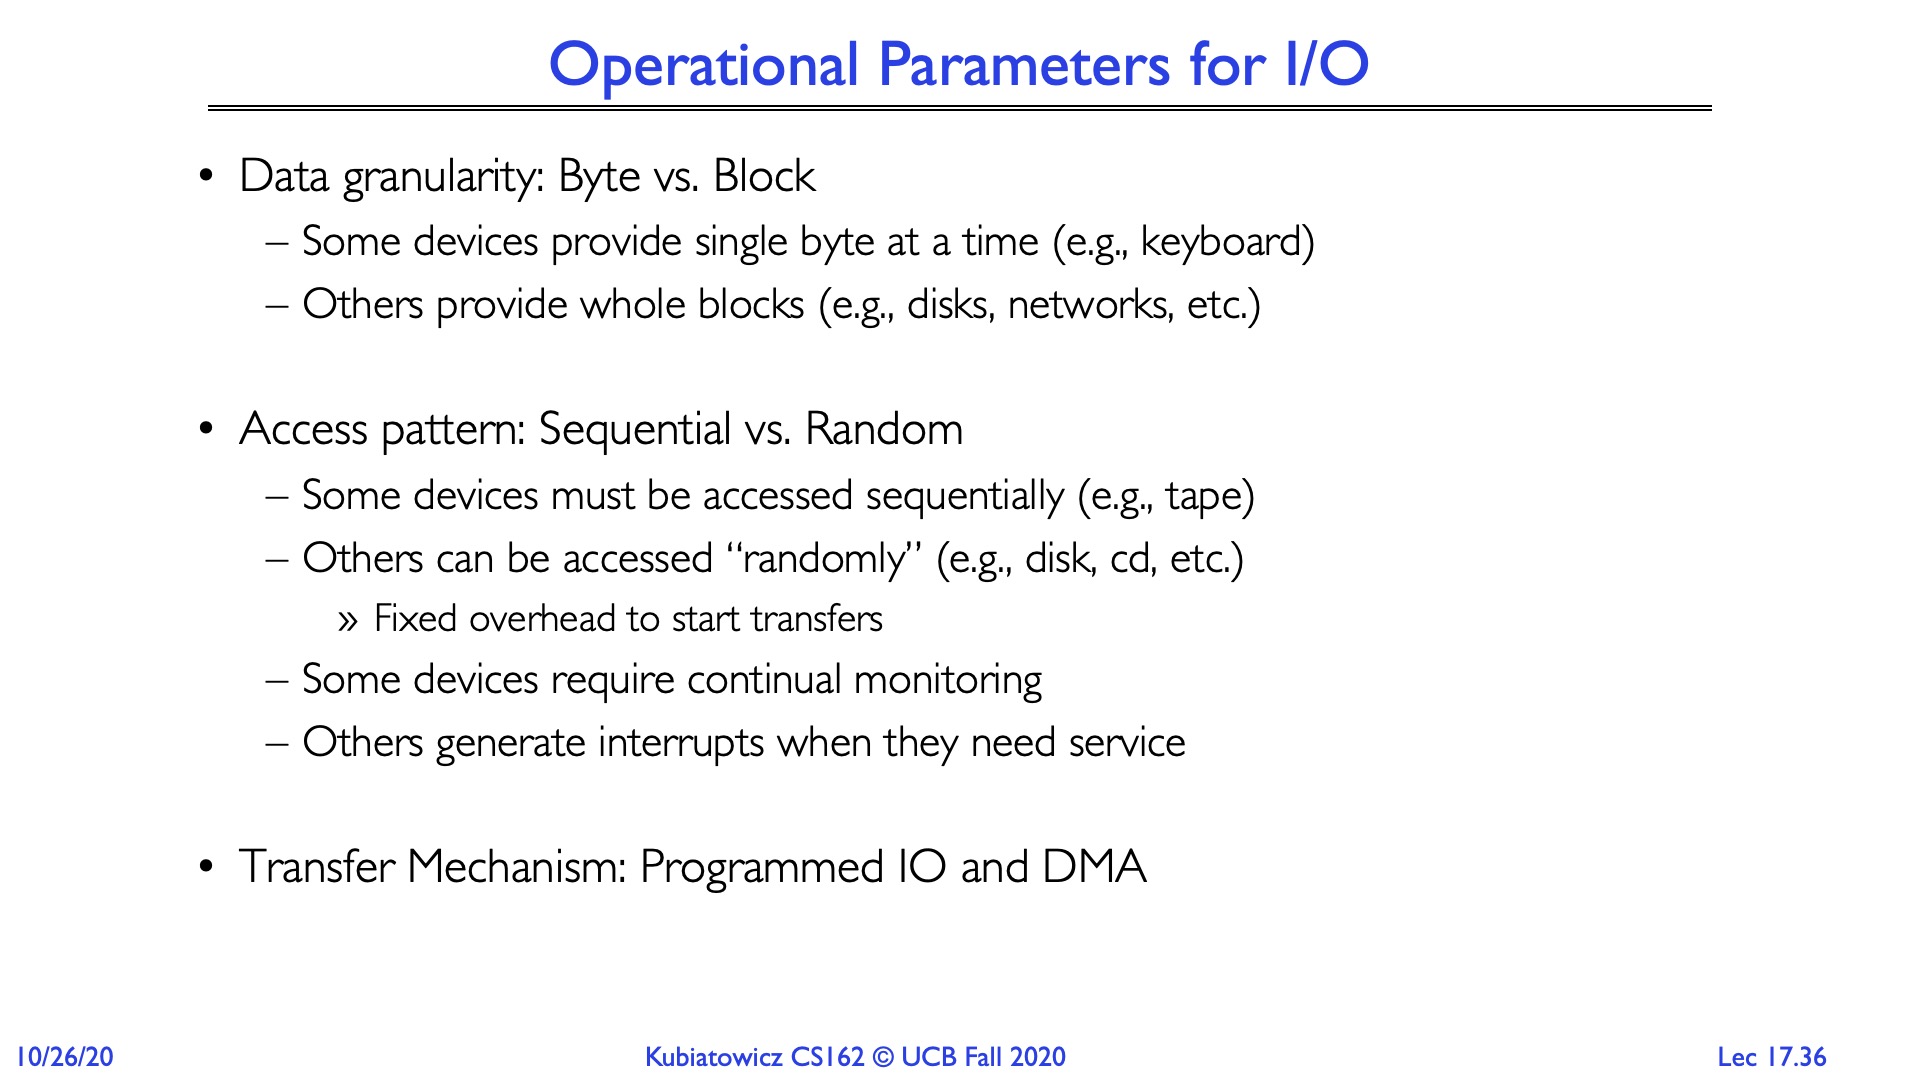 Operational Parameters for I/O
• Data granularity: Byte vs. Block
– Some devices provide single byte at a time (e.g., keyboard)
– Others provide whole blocks (e.g., disks, networks, etc.)
• Access pattern: Sequential vs. Random
– Some devices must be accessed sequentially (e.g., tape)
– Others can be accessed “randomly” (e.g., disk, cd, etc.)
» Fixed overhead to start transfers
– Some devices require continual monitoring
– Others generate interrupts when they need service
• Transfer Mechanism: Programmed IO and DMA
10/26/20 Kubiatowicz CS162 © UCB Fall 2020 Lec 17.36